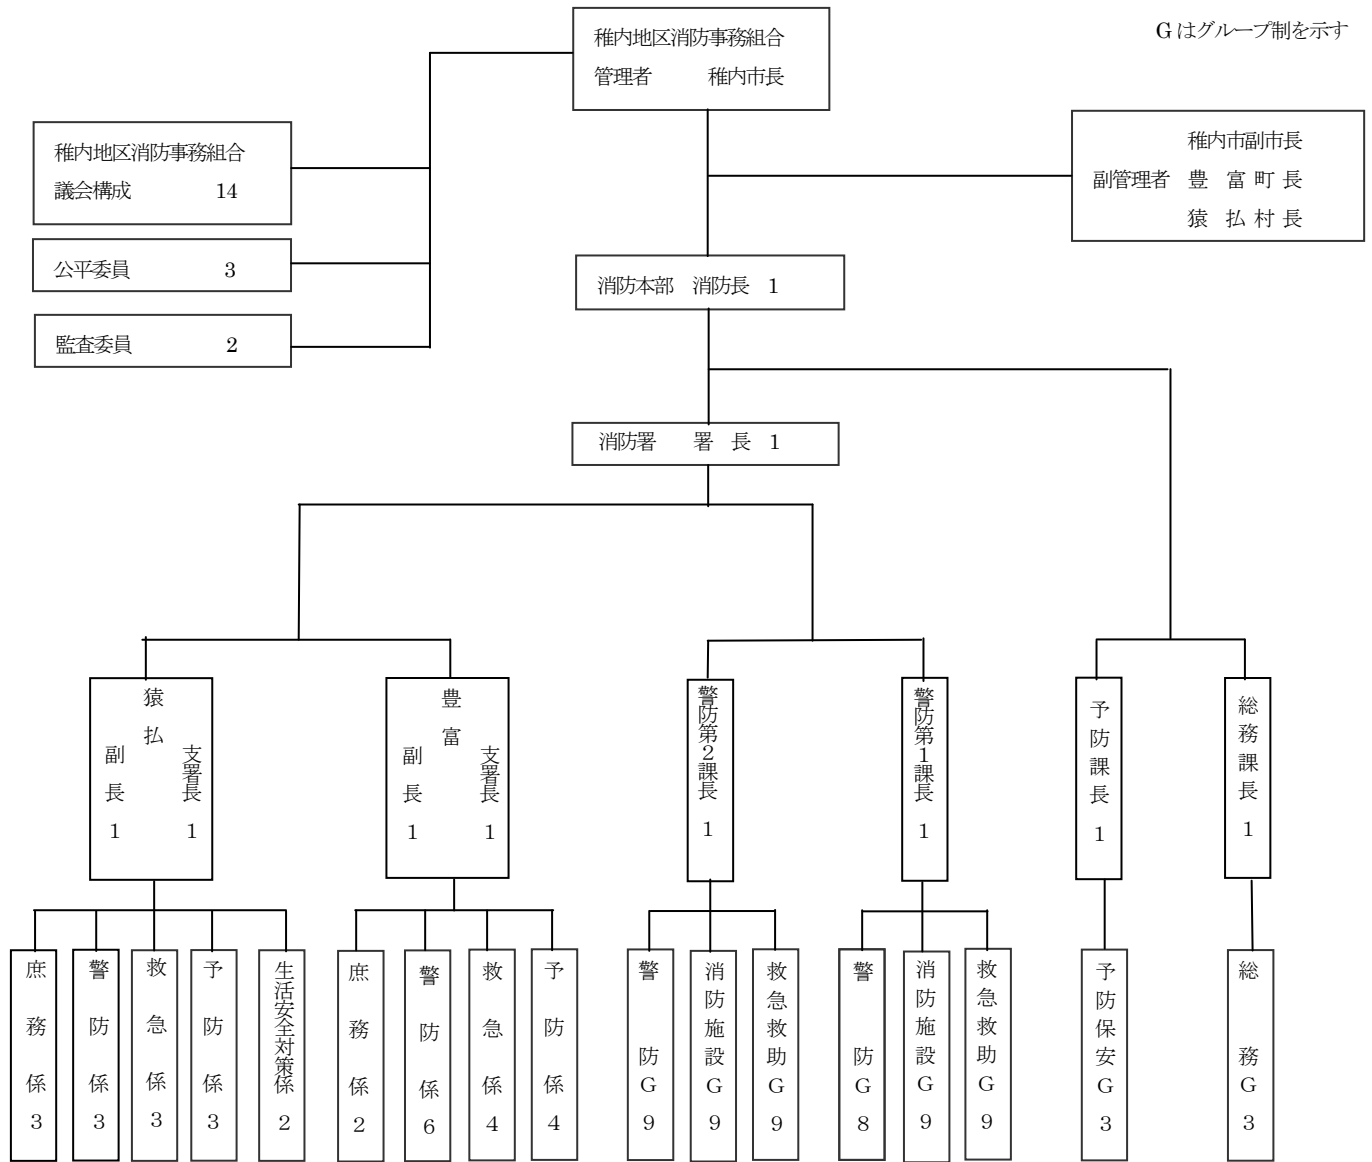 G はグループ制を示す
稚内地区消防事務組合
管理者 稚内市長
稚内地区消防事務組合
議会構成 14
公平委員 3
監査委員 2
稚内市副市長
副管理者 豊富町長
猿払村長
消防本部 消防長 1
消防署 署長 1
猿払
支署長 1
副長 1
豊富
支署長 1
副長 1
警防第2課長 1
警防第1課長 1
予防課長 1
総務課長 1
庶務係 3
警防係 3
救急係 3
予防係 3
生活安全対策係 2
庶務係 2
警防係 6
救急係 4
予防係 4
警防G 9
消防施設G 9
救急救助G 9
警防G 8
消防施設G 9
救急救助G 9
予防保安G 3
総務G 3